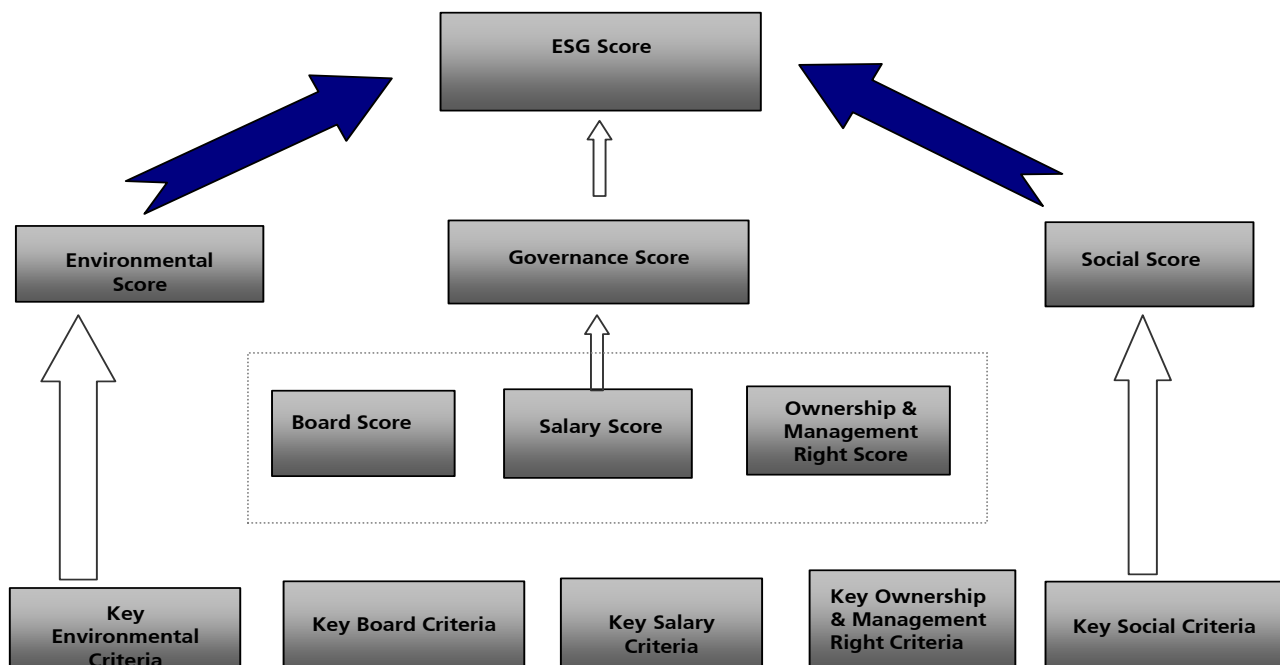 ESG Score
Environmental
Score
Governance Score
Social Score
Board Score
Salary Score
Ownership &
Management
Right Score
Key
Environmental
Criteria
Key Board Criteria
Key Salary
Criteria
Key Ownership
& Management
Right Criteria
Key Social Criteria